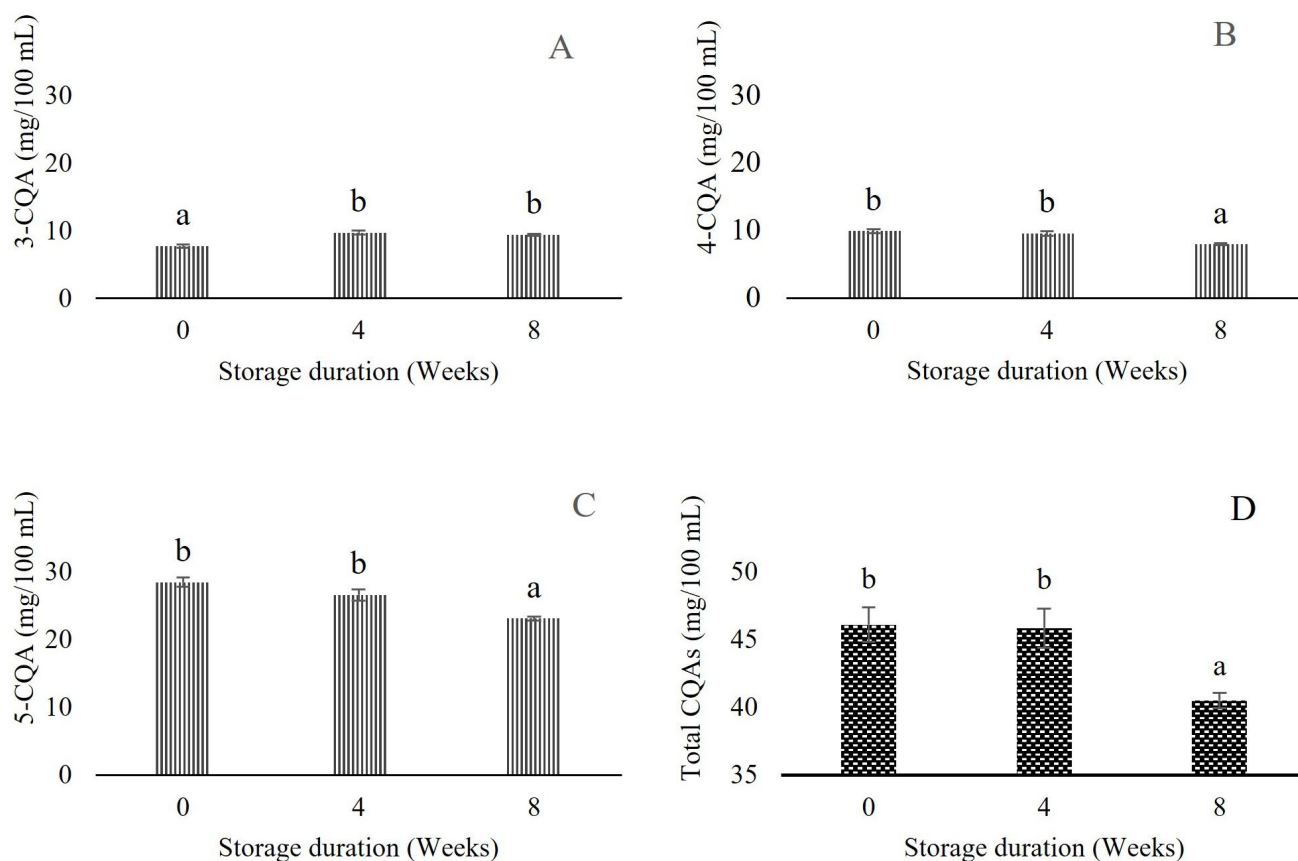 A
3-CQA (mg/100 mL)
30
20
10
0
a
b
b
0
4
8
Storage duration (Weeks)
B
4-CQA (mg/100 mL)
30
20
10
0
b
b
a
0
4
8
Storage duration (Weeks)
C
5-CQA (mg/100 mL)
30
20
10
0
b
b
a
0
4
8
Storage duration (Weeks)
D
Total CQAs (mg/100 mL)
50
45
40
35
b
b
a
0
4
8
Storage duration (Weeks)